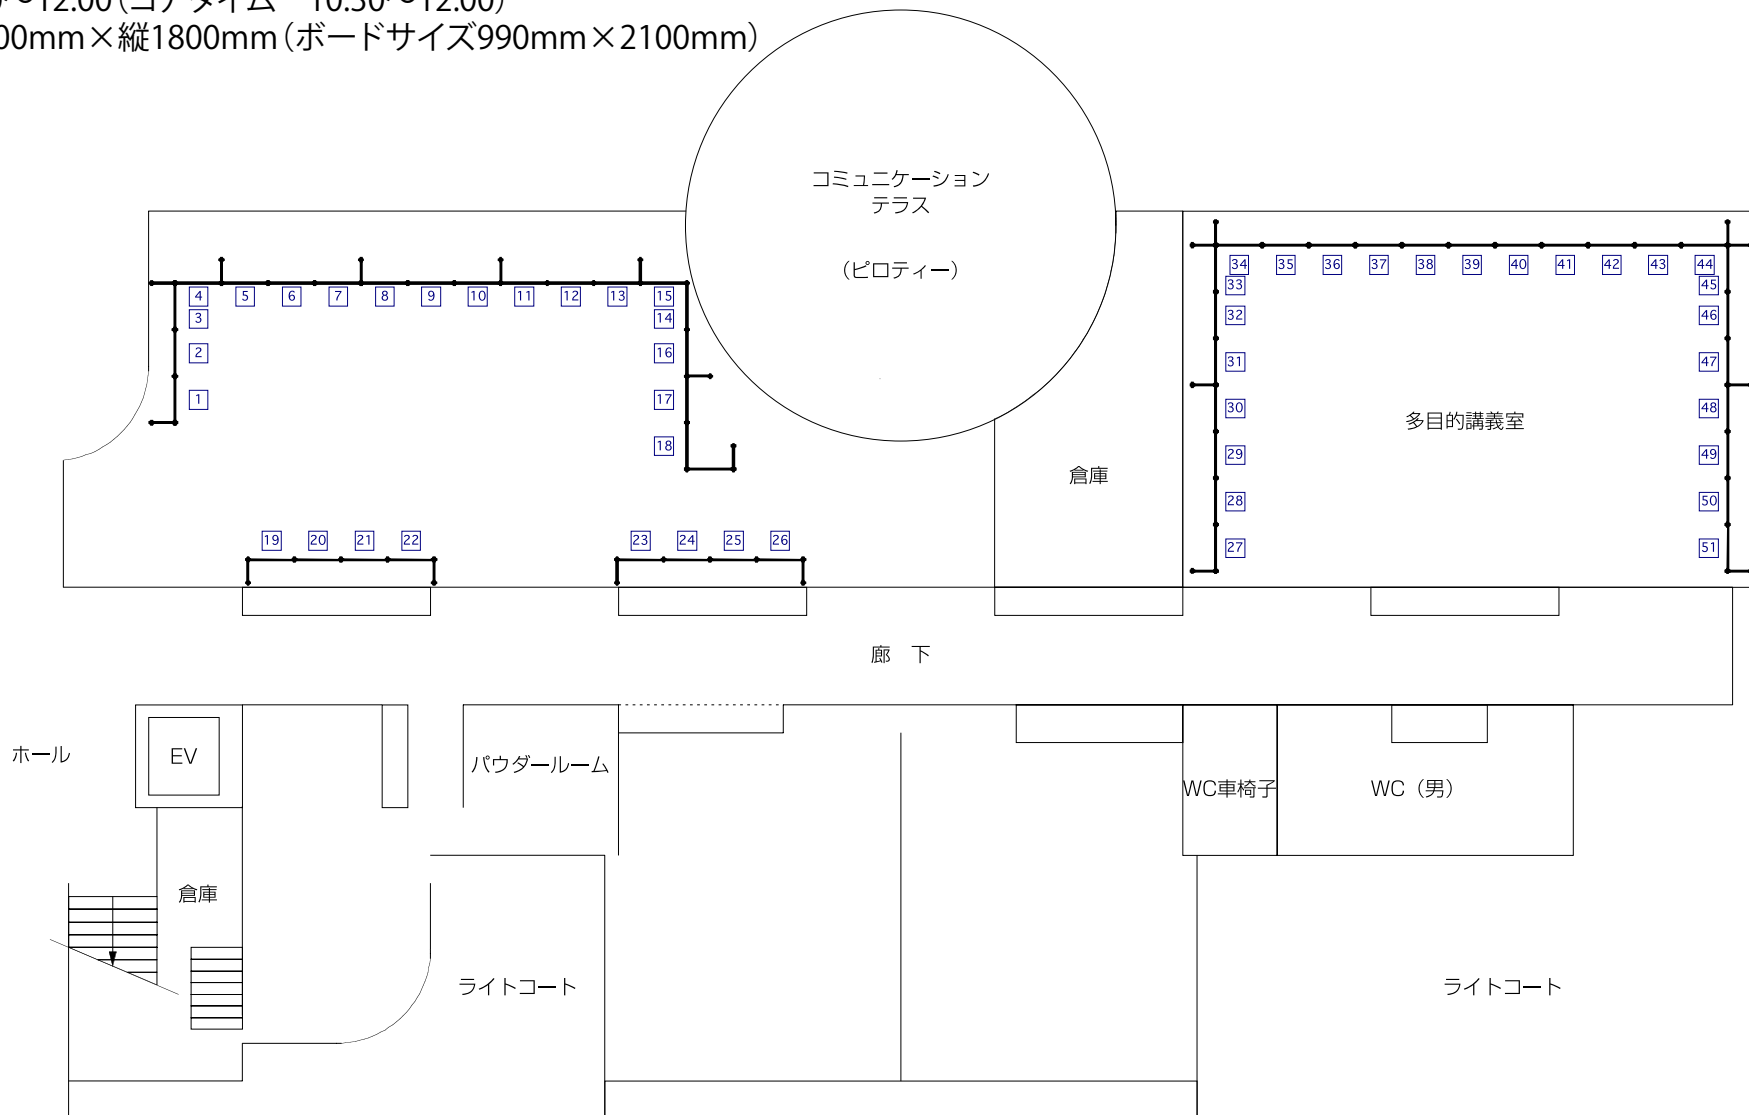 ～12:00（コアタイム 10:30～12:00）
00mm×縦1800mm（ボードサイズ990mm×2100mm）
コミュニケーション
テラス
（ピロティー）
4 5 6 7 8 9 10 11 12 13 15
3 14
2 16
1 17
18
19 20 21 22 23 24 25 26
34 35 36 37 38 39 40 41 42 43 44
33 45
32 46
31 47
30 48
29 49
28 50
27 51
多目的講義室
倉庫
廊 下
ホール
EV
パウダールーム
WC車椅子
WC（男）
倉庫
ライトコート
ライトコート